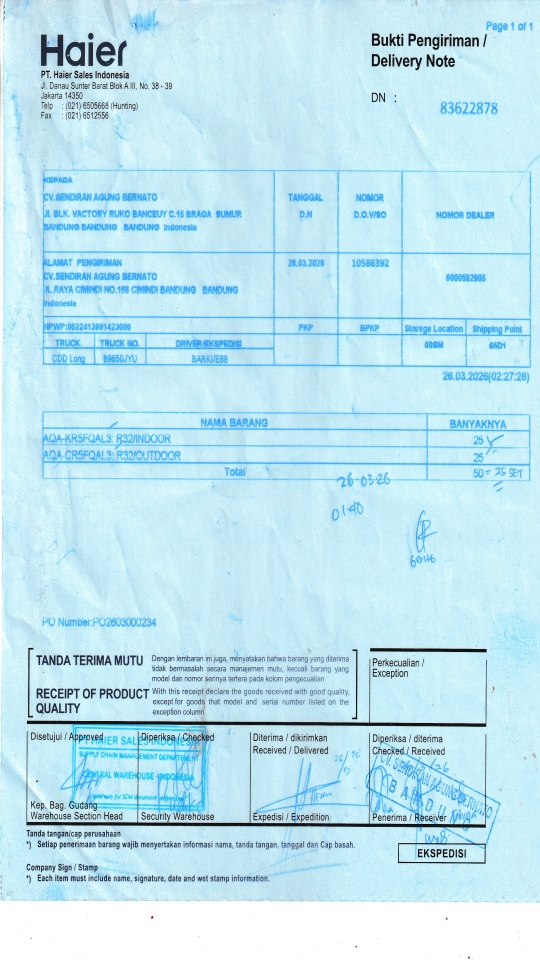 Page 1 of 1
Haier
Bukti Pengiriman /
Delivery Note
PT. Haier Sales Indonesia
Jl. Danau Sunter Barat Blok A III, No. 38 - 39
Jakarta 14350
Telp : (021) 6505668 (Hunting)
Fax : (021) 6512556
DN : 83622878
KEPADA
CV.SENDIRAN AGUNG BERNATO
JL. BLK. VACTORY RUKO BANCEUY C.15 BRAGA SUMUR
BANDUNG BANDUNG BANDUNG Indonesia
TANGGAL
D.N
NOMOR
D.O.V/SO
NOMOR DEALER
ALAMAT PENGIRIMAN
CV.SENDIRAN AGUNG BERNATO
JL.RAYA CIMINDI NO.168 CIMINDI BANDUNG BANDUNG
Indonesia
26.03.2026
10586392
NPWP:0022413891423000
PKP
BPKP
Storege Location
Shipping Point
TRUCK.
TRUCK NO.
DRIVER/EKSPEDISI
CDD Long
B9650JYU
26.03.2026(02:27:28)
NAMA BARANG
BANYAKNYA
AQA-KR5FQAL3: R32/INDOOR
25
AQA-CR5FQAL3: R32/OUTDOOR
25
Total
50 = 25 SET
26-03-26
01.40
PO Number:PO2603000234
TANDA TERIMA MUTU
Dengan lembaran ini juga, menyatakan bahwa barang yang diterima
tidak bermasalah secara manajemen mutu, kecuali barang yang
model dan nomor serinya tertera pada kolom pengecualian
RECEIPT OF PRODUCT
QUALITY
With this receipt declare the goods received with good quality,
except for goods that model and serial number listed on the
exception column
Perkecualian /
Exception
Disetujui / Approved
Diperiksa / Checked
Diterima / dikirimkan
Received / Delivered
Diperiksa / diterima
Checked / Received
HAIER SALES INDONESIA
SUPPLY CHAIN MANAGEMENT DEPARTEMENT
CENTRAL WAREHOUSE - INDONESIA
CV. SENDIRAN AGUNG BERNATO
BANDUNG
Kep. Bag. Gudang
Warehouse Section Head
Security Warehouse
Expedisi / Expedition
Penerima / Receiver
Tanda tangan/cap perusahaan
*) Setiap penerimaan barang wajib menyertakan informasi nama, tanda tangan, tanggal dan Cap basah.
EKSPEDISI
Company Sign / Stamp
*) Each item must include name, signature, date and wet stamp information.